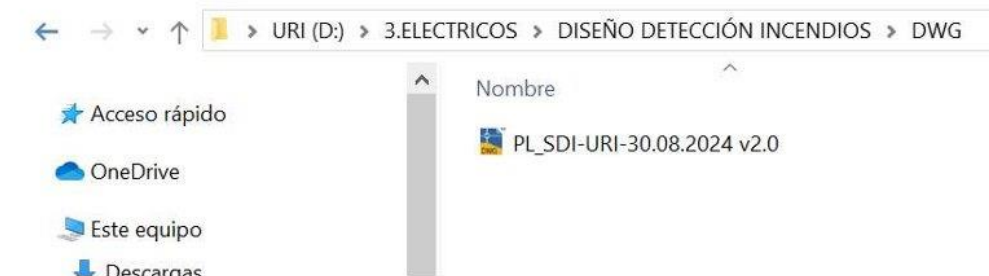 URI (D:) > 3.ELECTRICOS > DISEÑO DETECCIÓN INCENDIOS > DWG
Nombre
Acceso rápido
PL_SDI-URI-30.08.2024 v2.0
OneDrive
Este equipo
Descargas